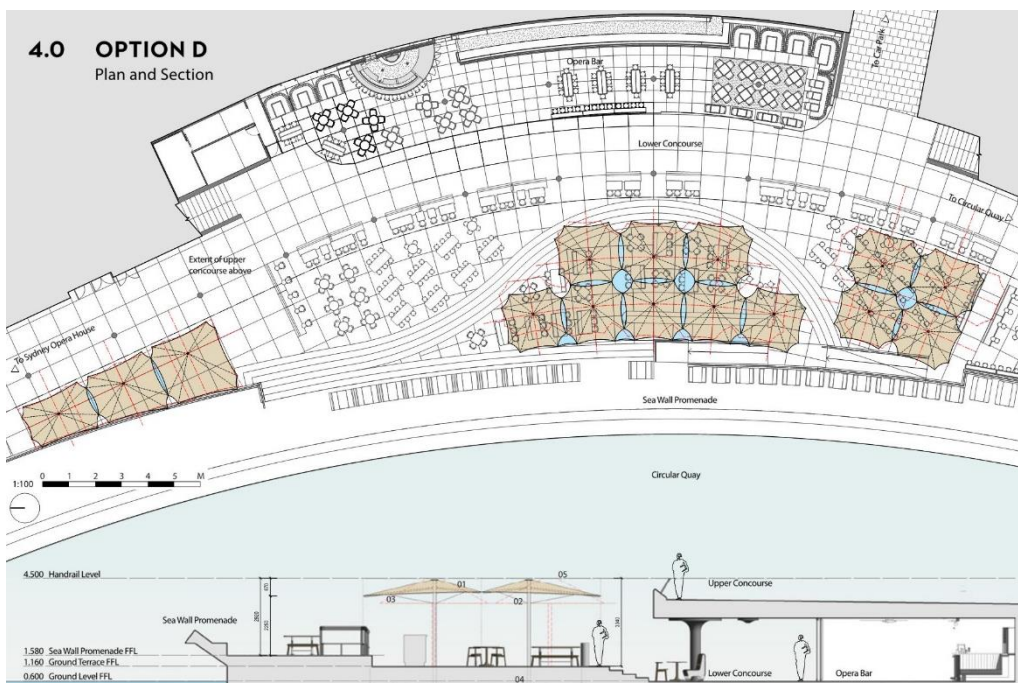 4.0 OPTION D
Plan and Section
To Car Park
Opera Bar
Lower Concourse
To Circular Quay
Extent of upper
concourse above
To Sydney Opera House
Sea Wall Promenade
Circular Quay
0 1 2 3 4 5 M
1:100
4.500 Handrail Level
01
05
03
02
Upper Concourse
Sea Wall Promenade
1.580 Sea Wall Promenade FFL
1.160 Ground Terrace FFL
0.600 Ground Level FFL
04
Lower Concourse
Opera Bar